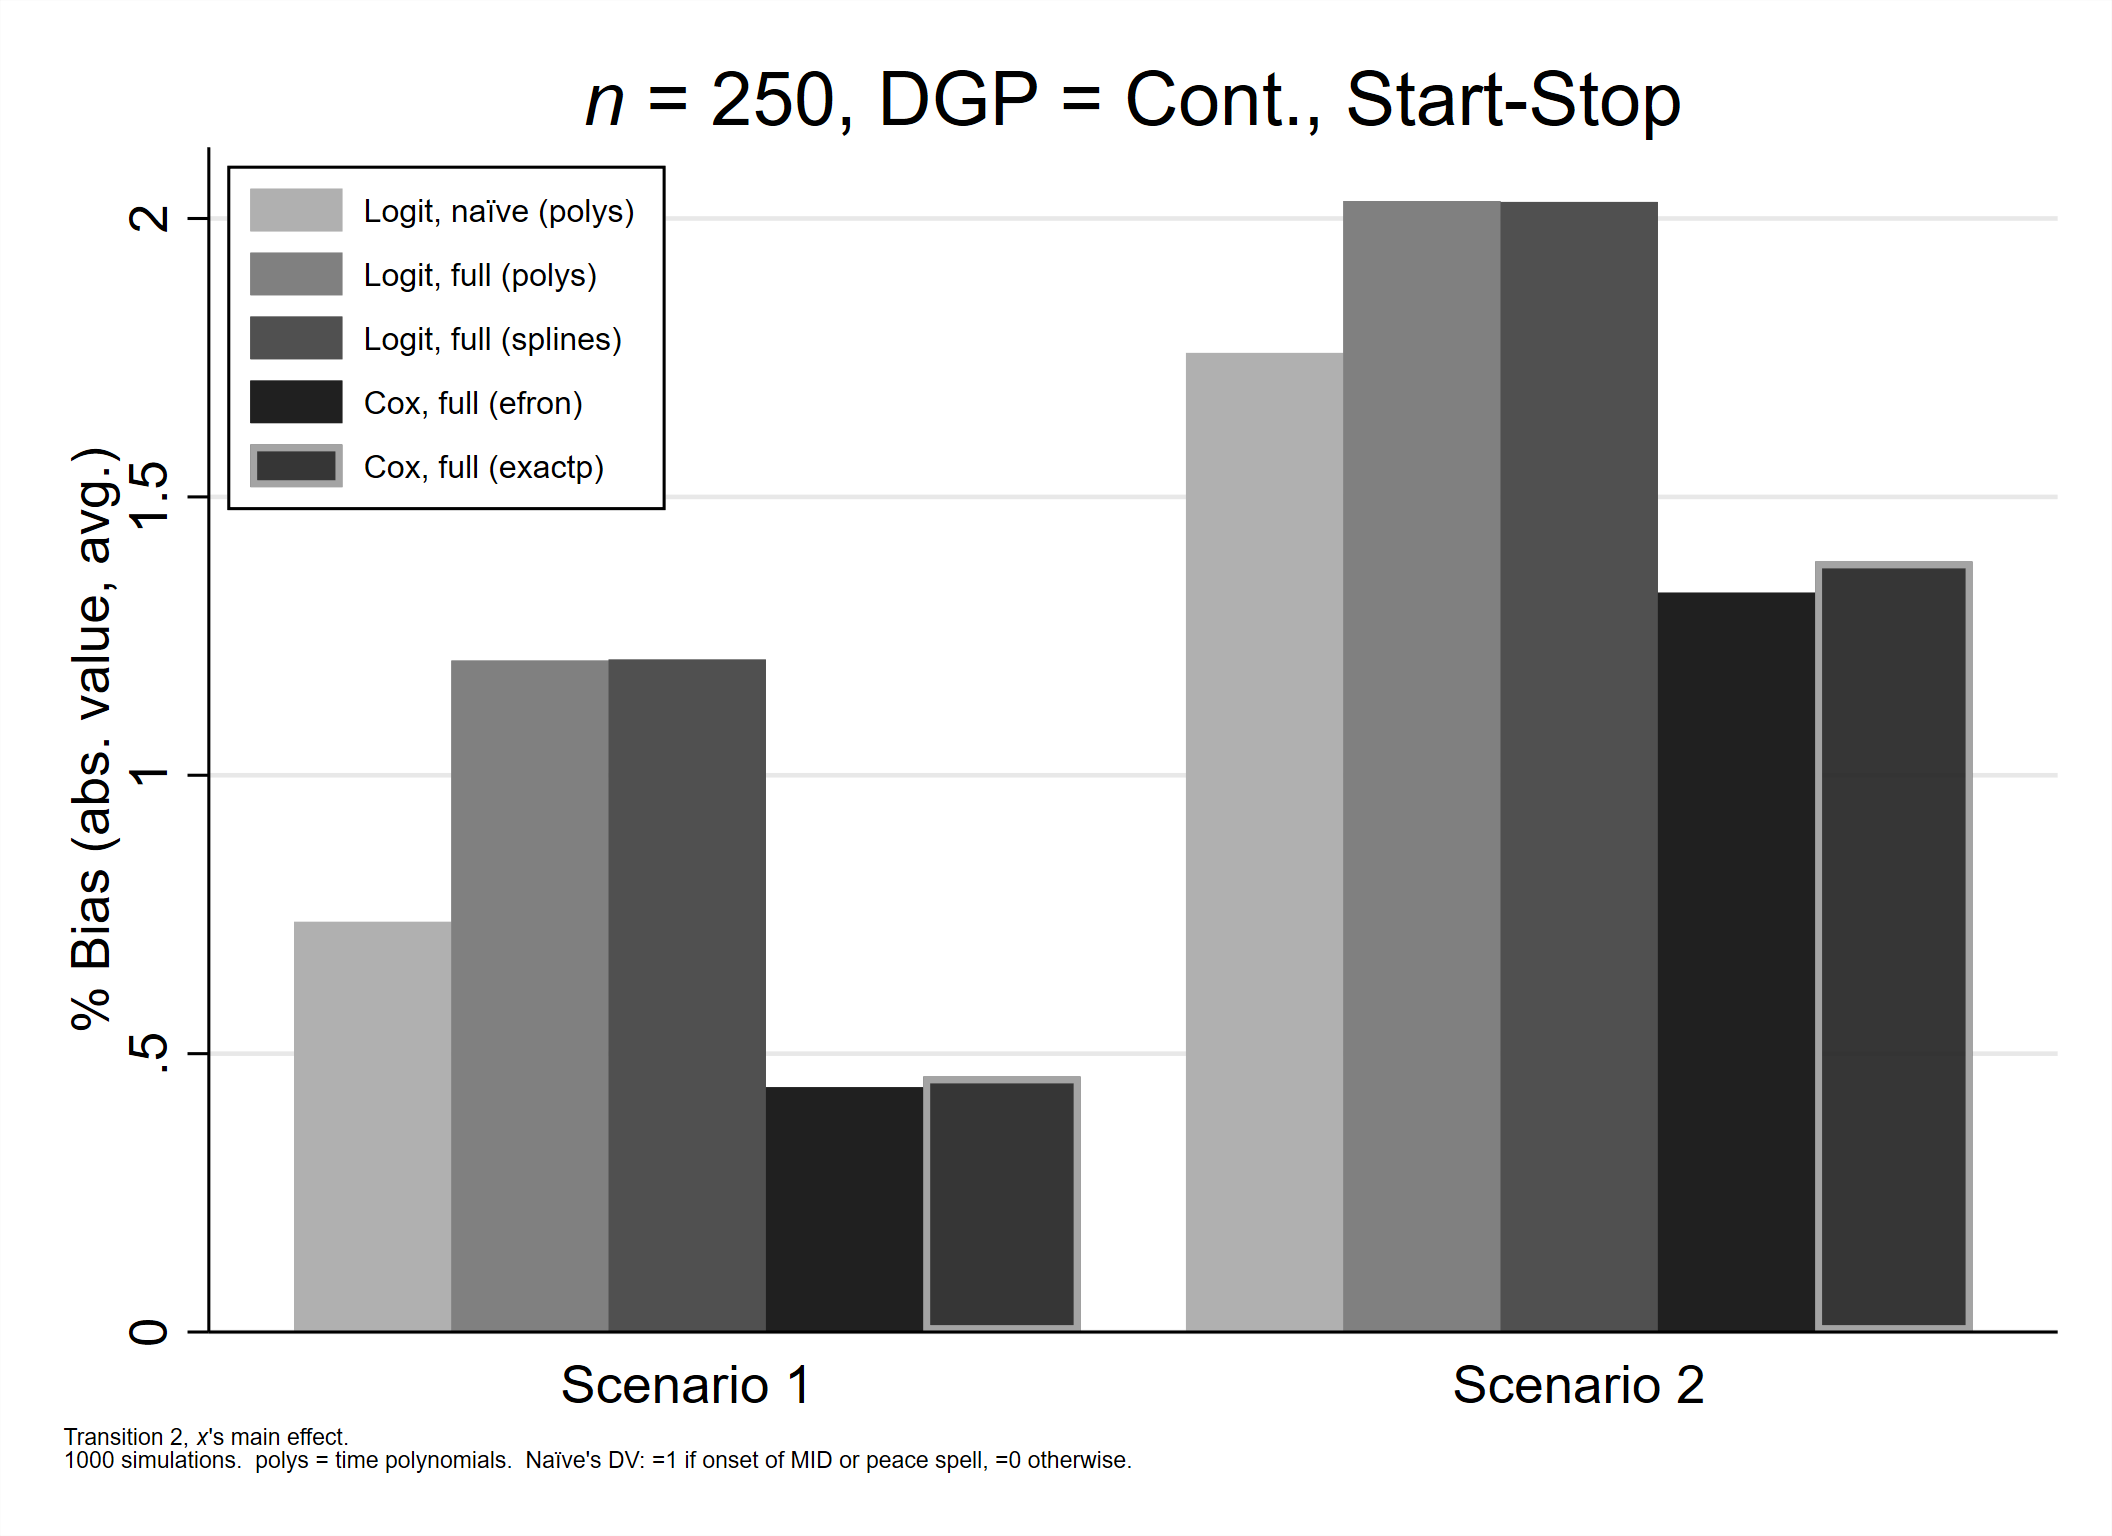 n = 250, DGP = Cont., Start-Stop
Logit, naïve (polys)
Logit, full (polys)
Logit, full (splines)
Cox, full (efron)
Cox, full (exactp)
% Bias (abs. value, avg.)
2
1.5
1
.5
0
Scenario 1
Scenario 2
Transition 2, x's main effect.
1000 simulations.  polys = time polynomials.  Naïve's DV: =1 if onset of MID or peace spell, =0 otherwise.